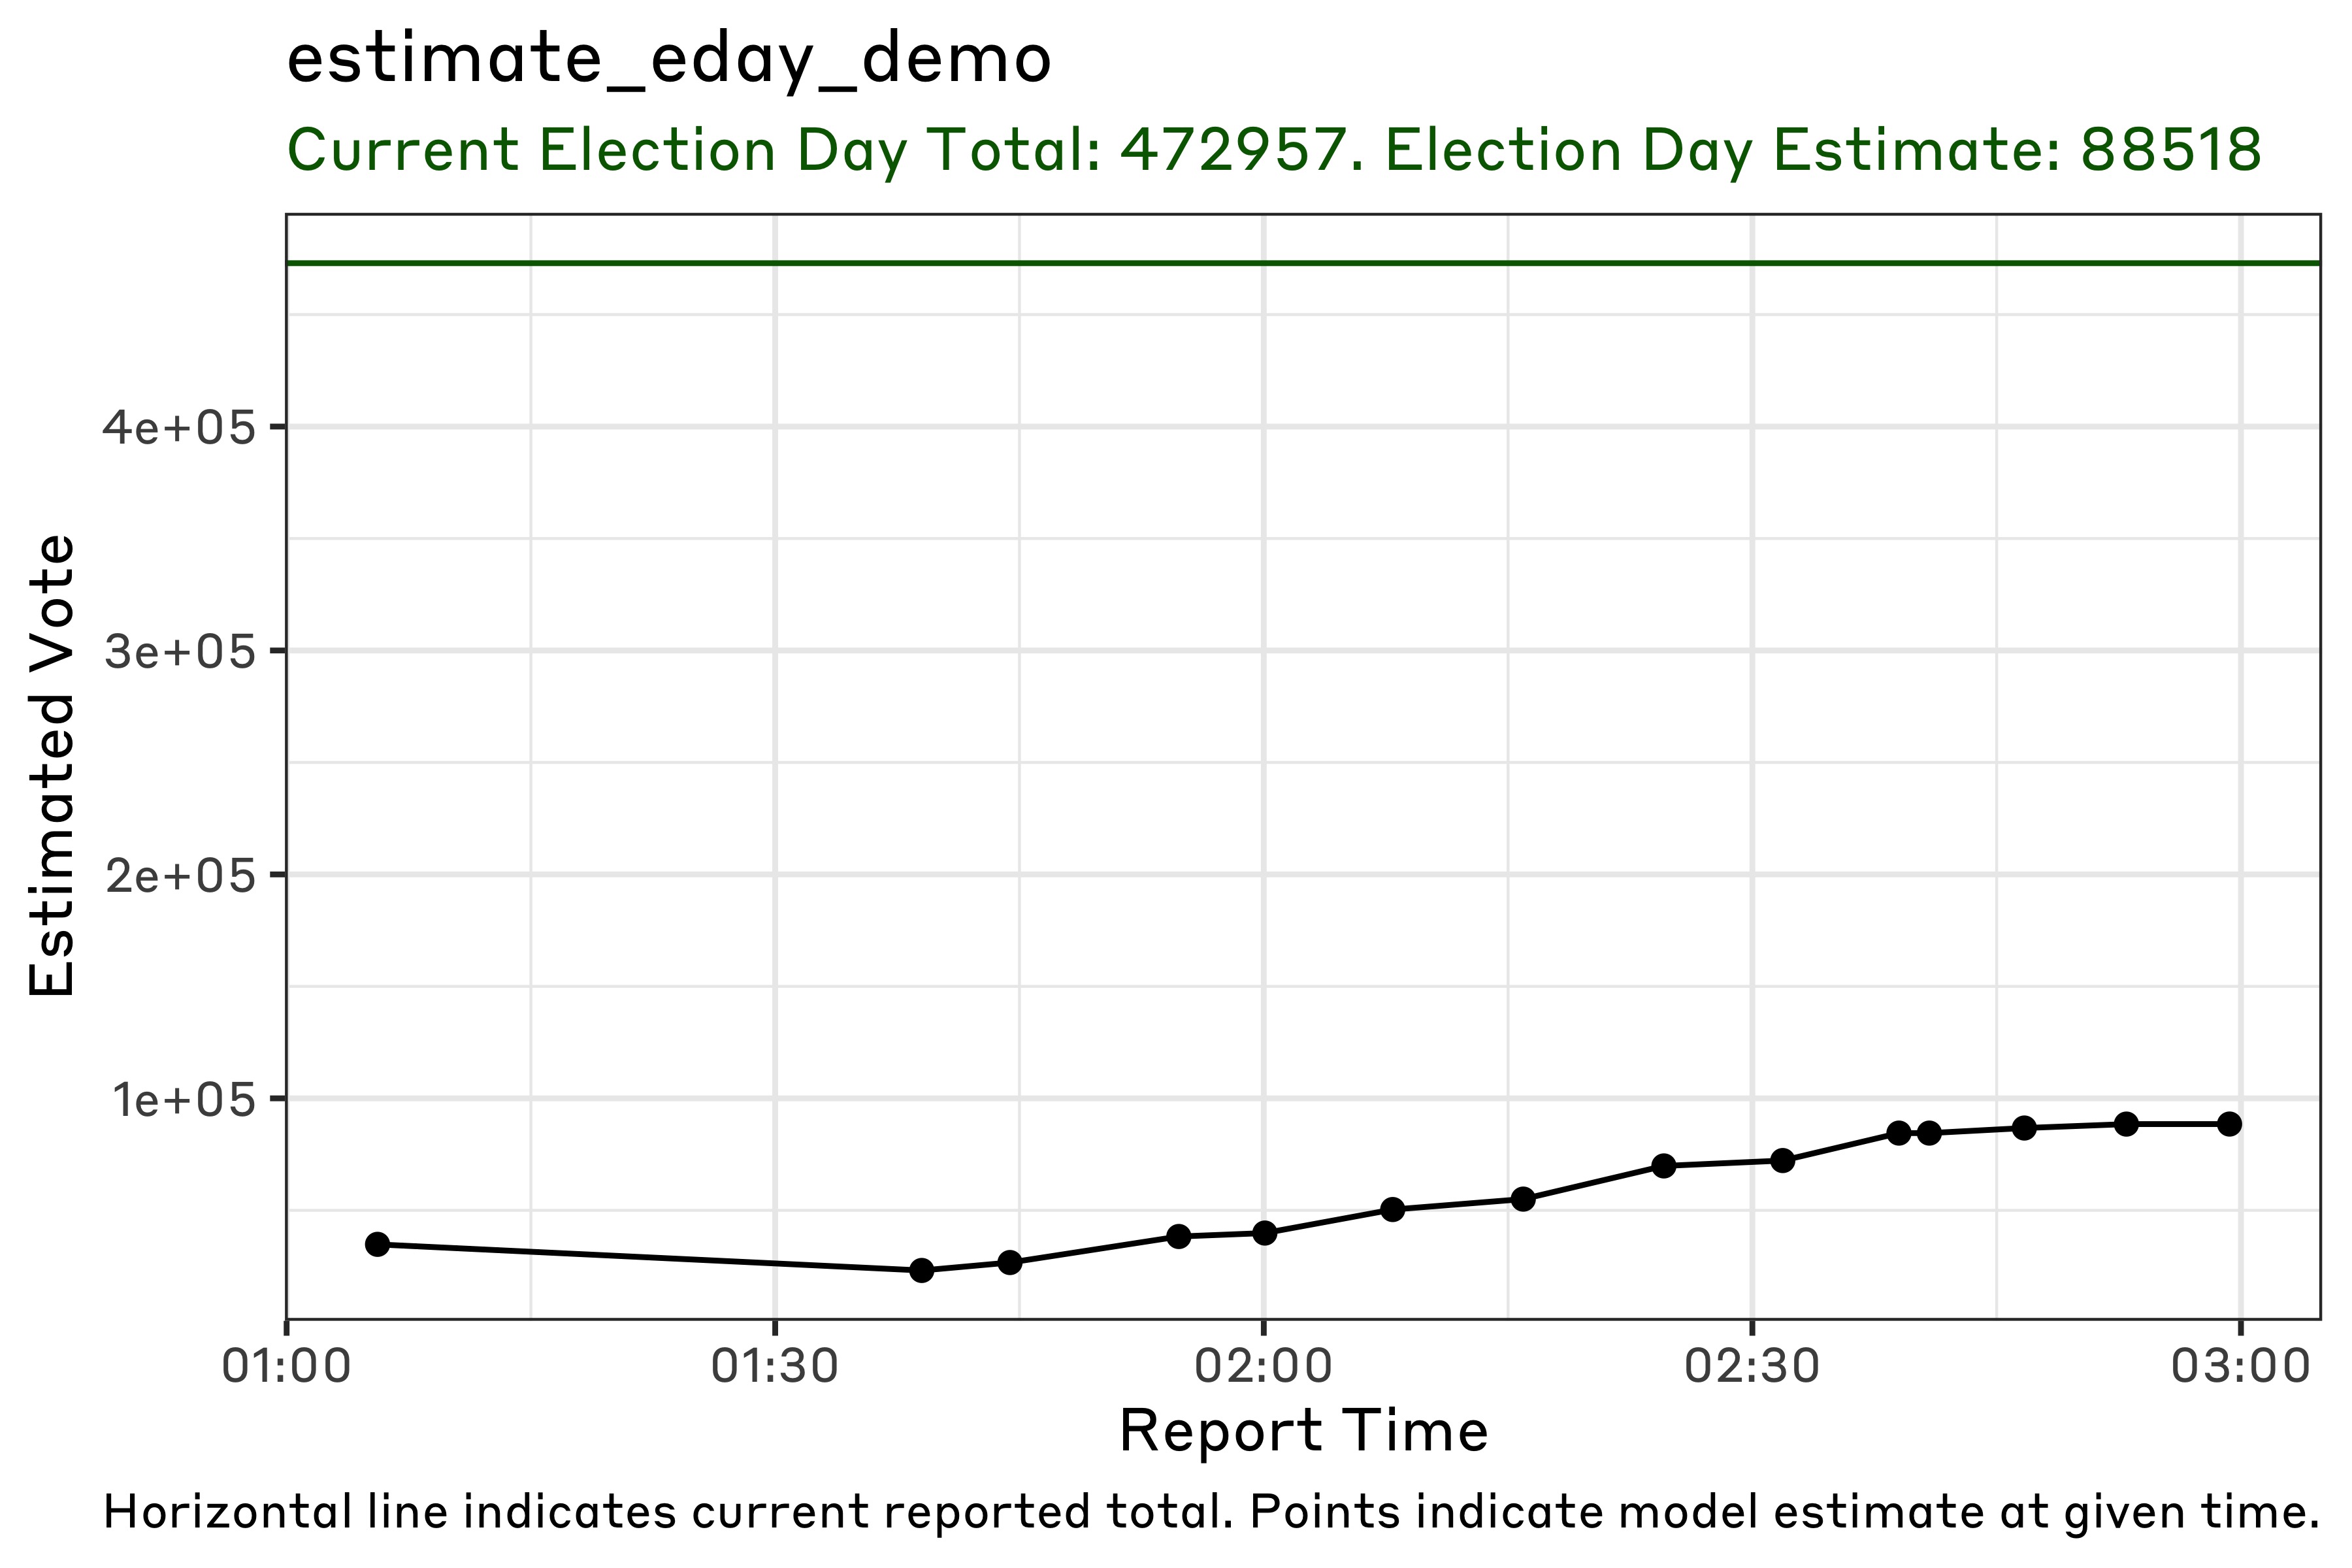 estimate_eday_demo
Current Election Day Total: 472957. Election Day Estimate: 88518
Estimated Vote
4e+05
3e+05
2e+05
1e+05
01:00 01:30 02:00 02:30 03:00
Report Time
Horizontal line indicates current reported total. Points indicate model estimate at given time.